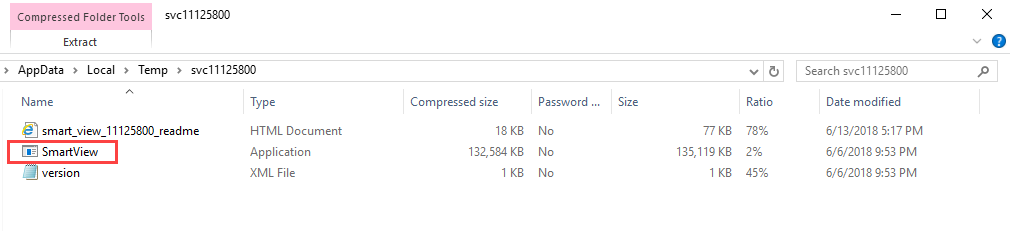 Compressed Folder Tools svc11125800
Extract
AppData Local Temp svc11125800 Search svc11125800
Name Type Compressed size Password ... Size Ratio Date modified
smart_view_11125800_readme HTML Document 18 KB No 77 KB 78% 6/13/2018 5:17 PM
SmartView Application 132,584 KB No 135,119 KB 2% 6/6/2018 9:53 PM
version XML File 1 KB No 1 KB 45% 6/6/2018 9:53 PM